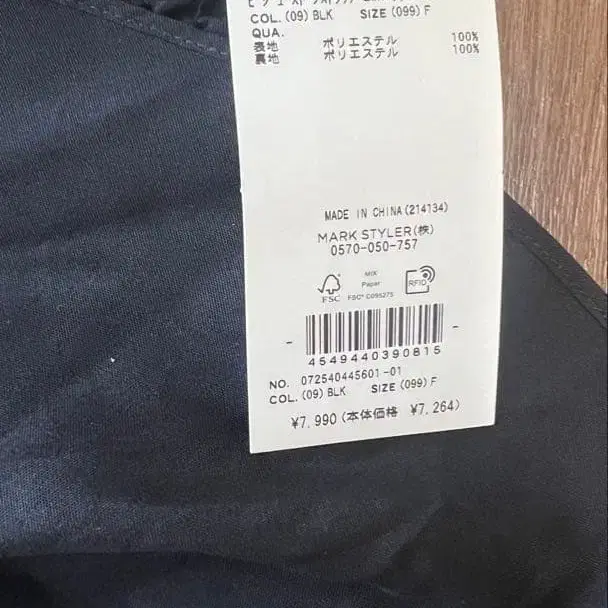 COL. (09) BLK SIZE (099) F
QUA.
表地 ポリエステル 100%
裏地 ポリエステル 100%
MADE IN CHINA (214134)
MARK STYLER(株)
0570-050-757
FSC
MIX
Paper
FSC® C095275
RFID
4549440390815
NO. 072540445601-01
COL. (09) BLK SIZE (099) F
¥7,990 (本体価格 ¥7,264)